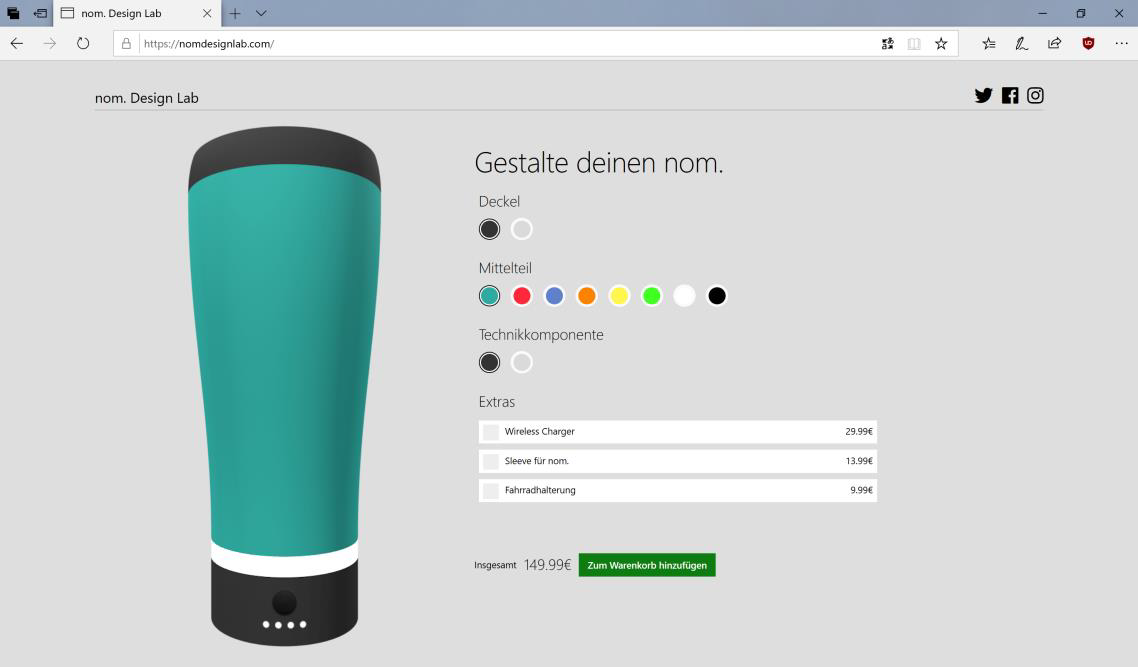 nom. Design Lab
https://nomdesignlab.com/
nom. Design Lab
Gestalte deinen nom.
Deckel
Mittelteil
Technikkomponente
Extras
Wireless Charger 29.99€
Sleeve für nom. 13.99€
Fahrradhalterung 9.99€
Insgesamt 149.99€ Zum Warenkorb hinzufügen